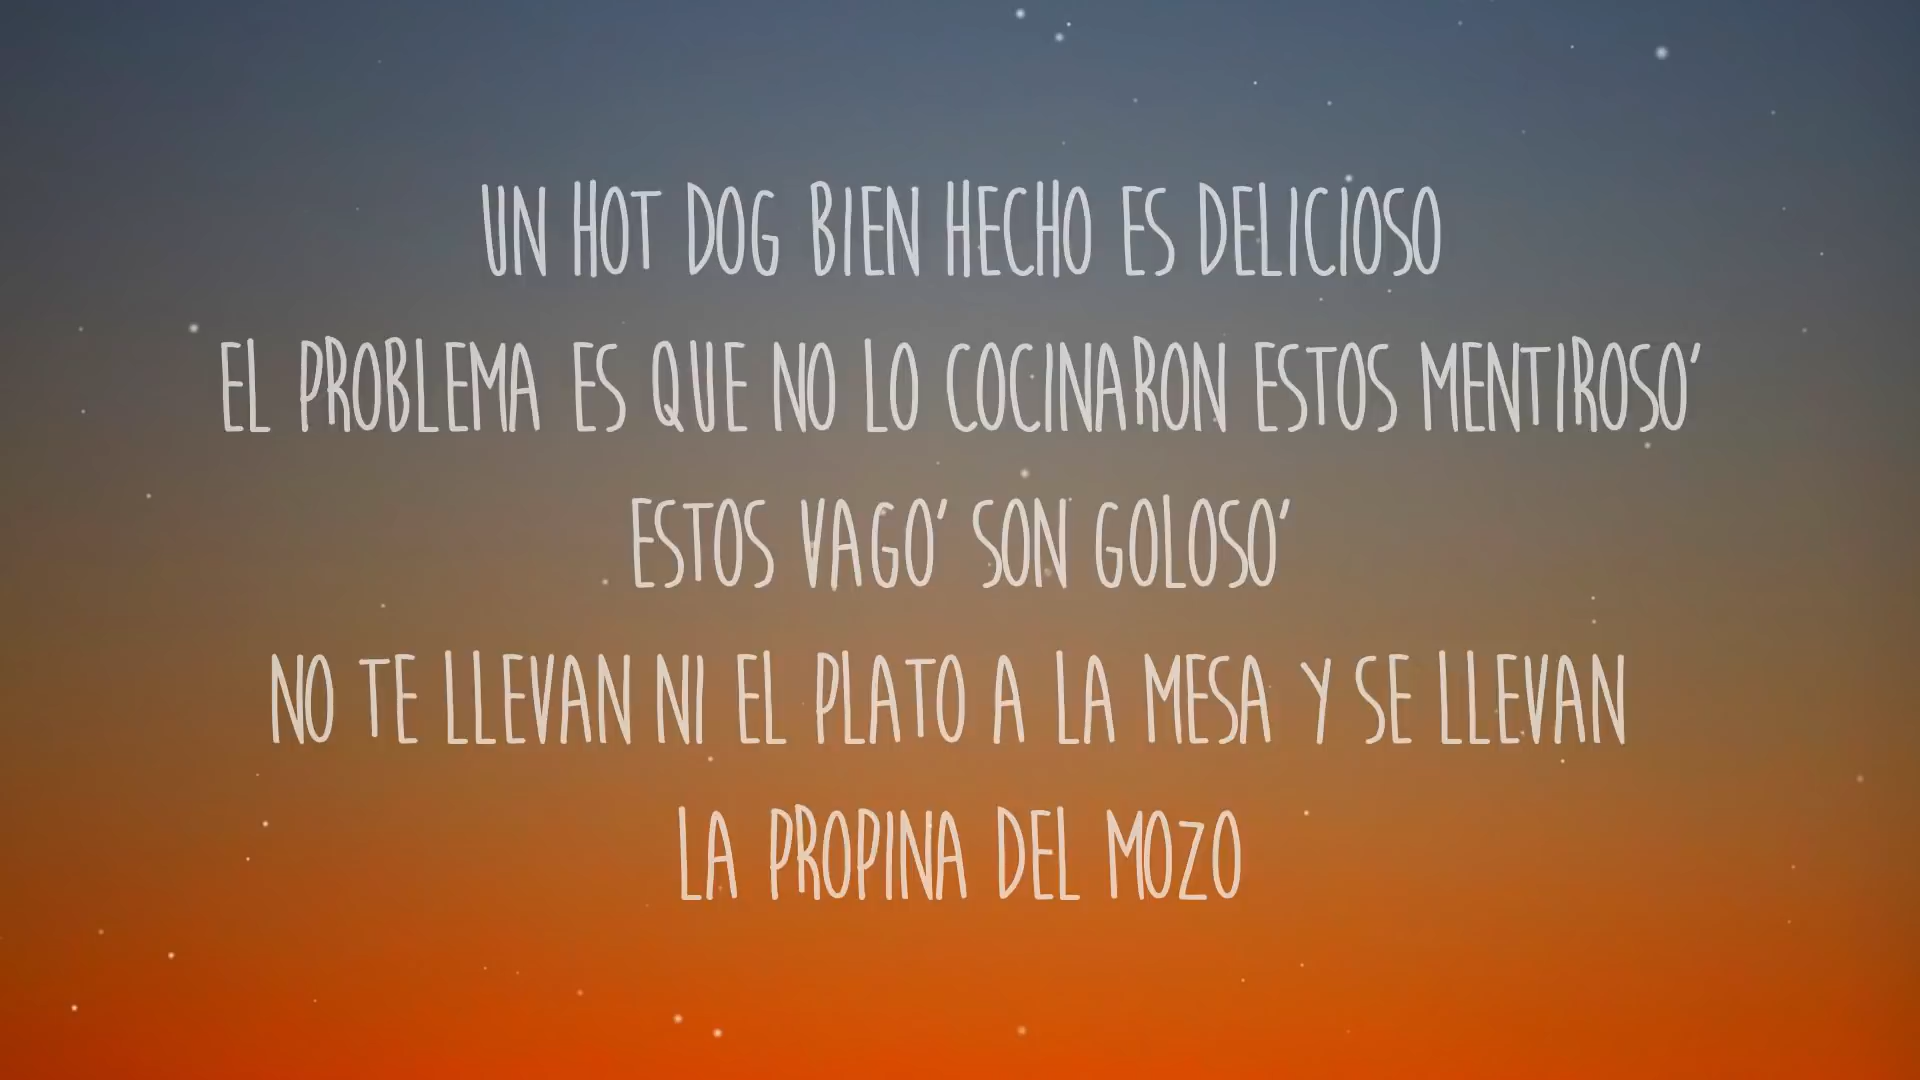 UN HOT DOG BIEN HECHO ES DELICIOSO
EL PROBLEMA ES QUE NO LO COCINARON ESTOS MENTIROSO'
ESTOS VAGO' SON GOLOSO'
NO TE LLEVAN NI EL PLATO A LA MESA Y SE LLEVAN
LA PROPINA DEL MOZO